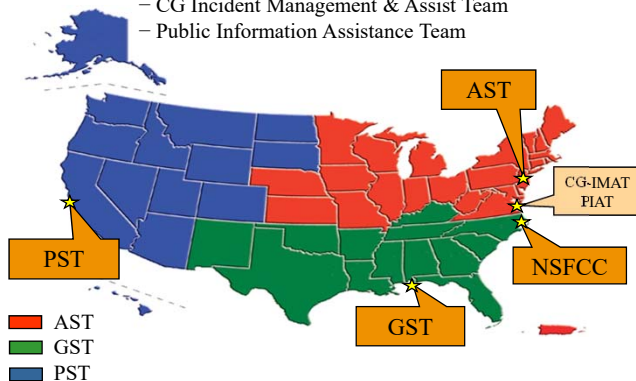 – CG Incident Management & Assist Team
– Public Information Assistance Team
AST
CG-IMAT
PIAT
PST
NSFCC
GST
AST
GST
PST